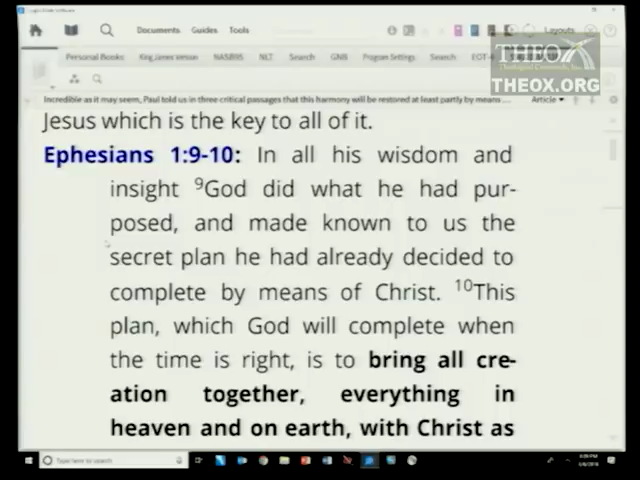 Documents Guides Tools Layouts
Personal Books King James Version NASB95 NLT Search GNB Program Settings Search
THEOX
THEOX.ORG
Incredible as it may seem, Paul told us in three critical passages that this harmony will be restored at least partly by means ... Article
Jesus which is the key to all of it.
Ephesians 1:9-10: In all his wisdom and
insight 9God did what he had pur-
posed, and made known to us the
secret plan he had already decided to
complete by means of Christ. 10This
plan, which God will complete when
the time is right, is to bring all cre-
ation together, everything in
heaven and on earth, with Christ as
Type here to search